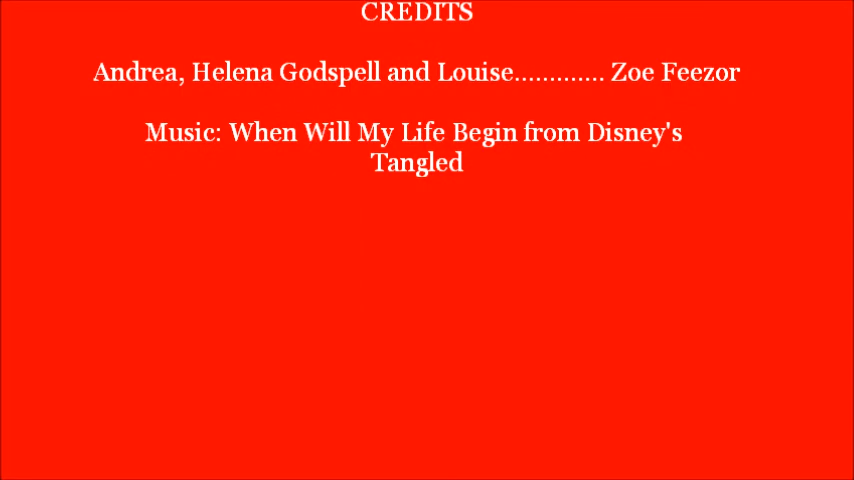 CREDITS
Andrea, Helena Godspell and Louise............. Zoe Feezor
Music: When Will My Life Begin from Disney's
Tangled